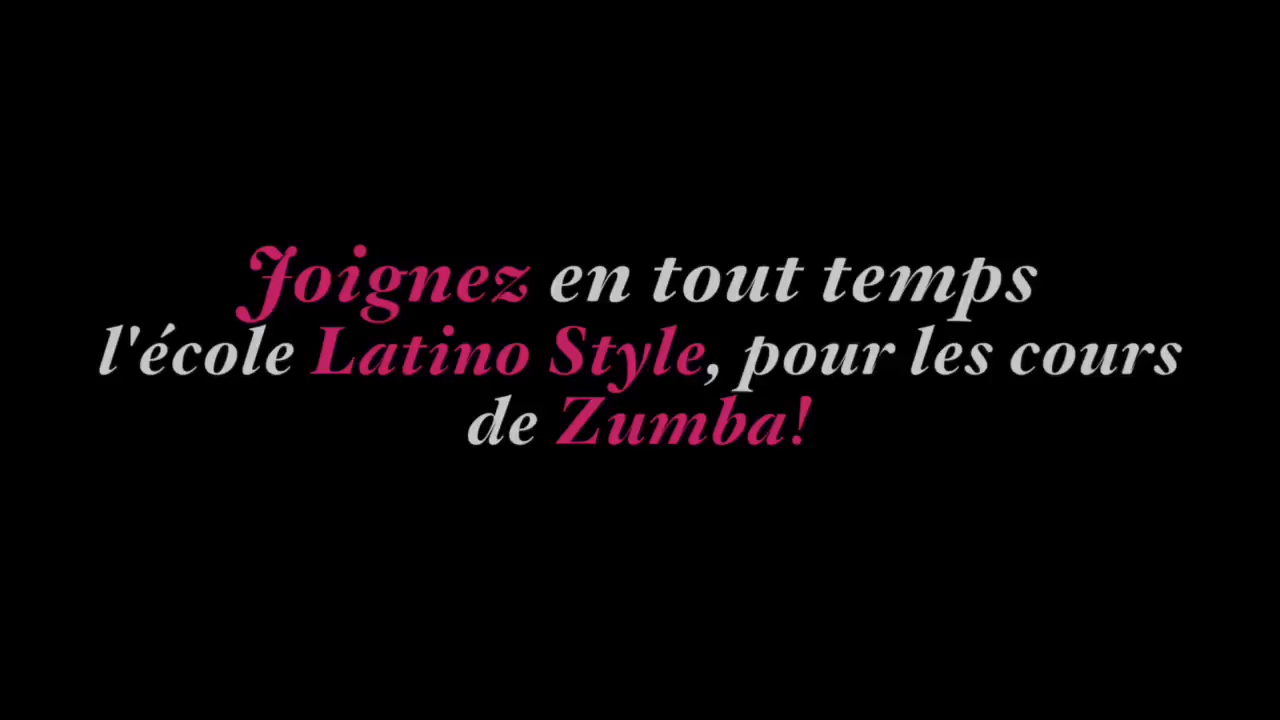 Joignez en tout temps
l'école Latino Style, pour les cours
de Zumba!